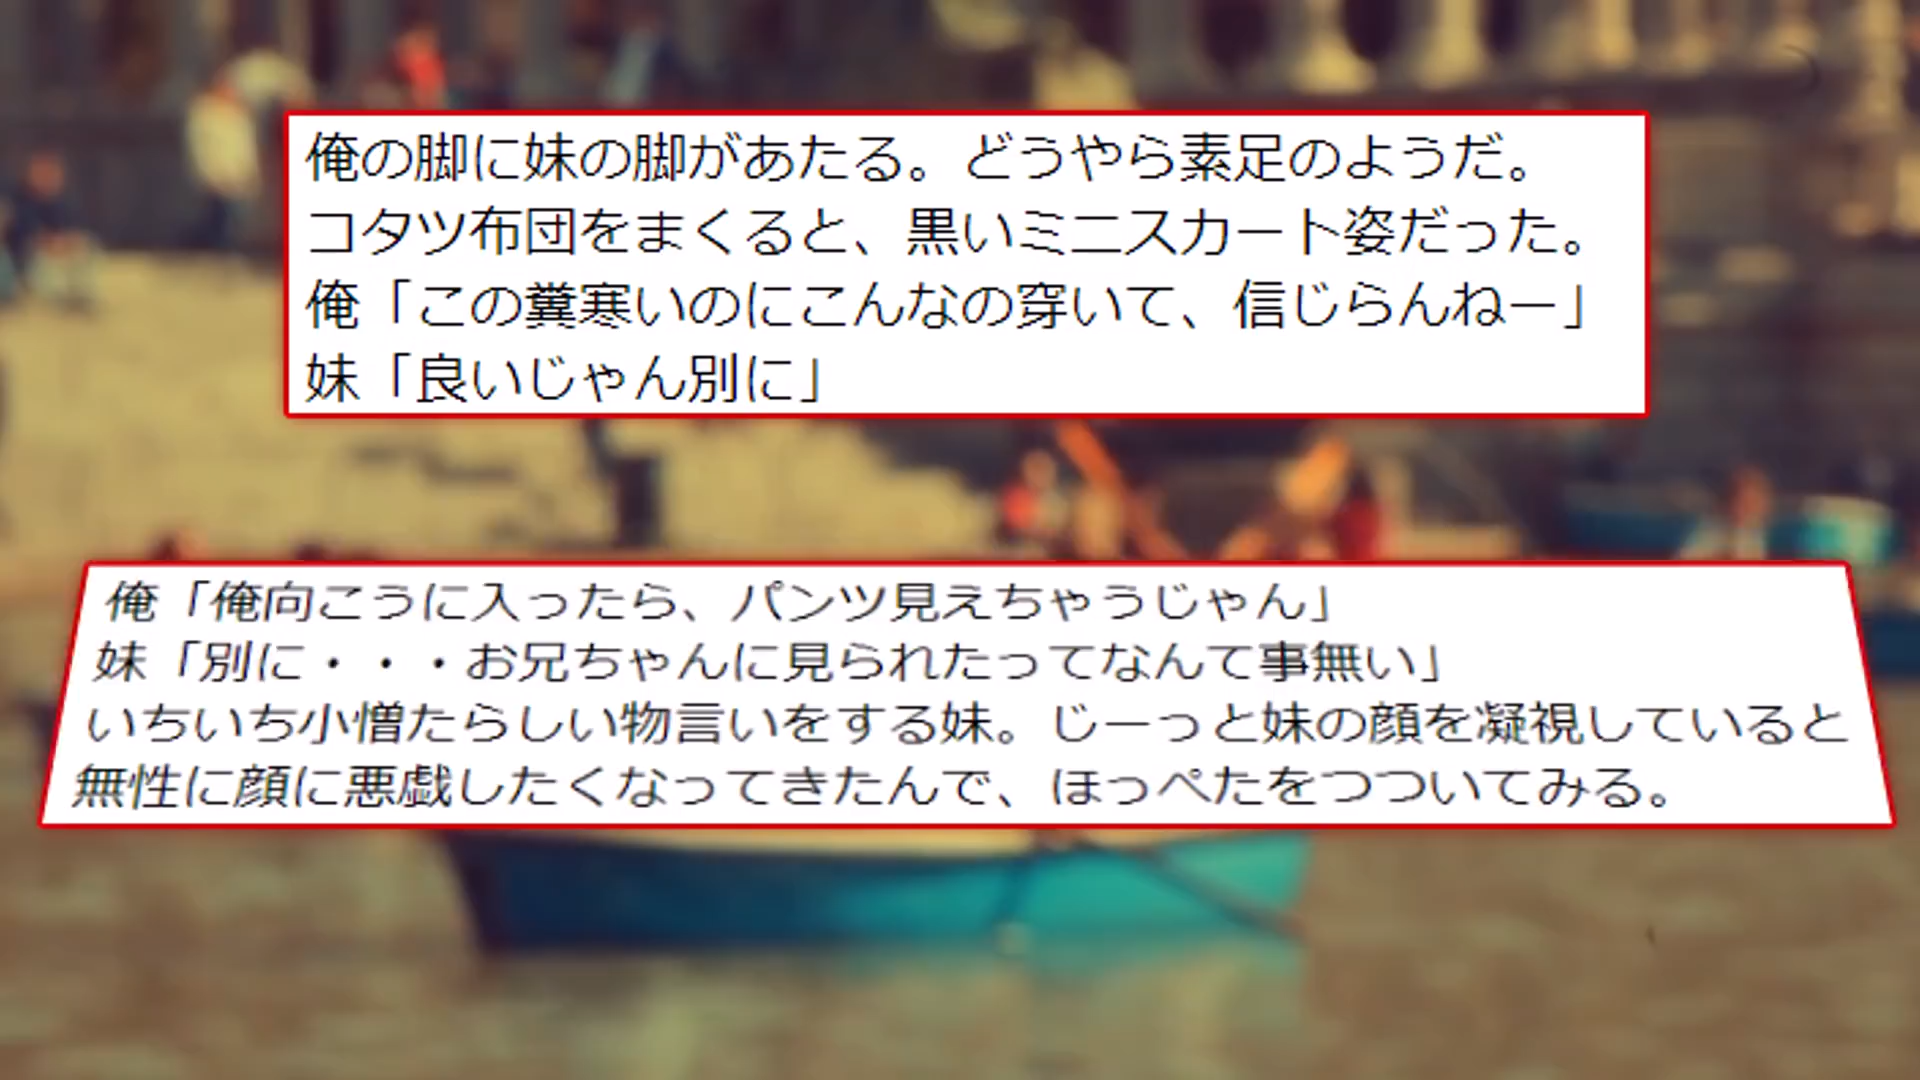 俺の脚に妹の脚があたる。どうやら素足のようだ。
コタツ布団をまくると、黒いミニスカート姿だった。
俺「この糞寒いのにこんなの穿いて、信じらんねー」
妹「良いじゃん別に」
俺「俺向こうに入ったら、パンツ見えちゃうじゃん」
妹「別に・・・お兄ちゃんに見られたってなんて事無い」
いちいち小憎たらしい物言いをする妹。じーっと妹の顔を凝視していると
無性に顔に悪戯したくなってきたんで、ほっぺたをつついてみる。